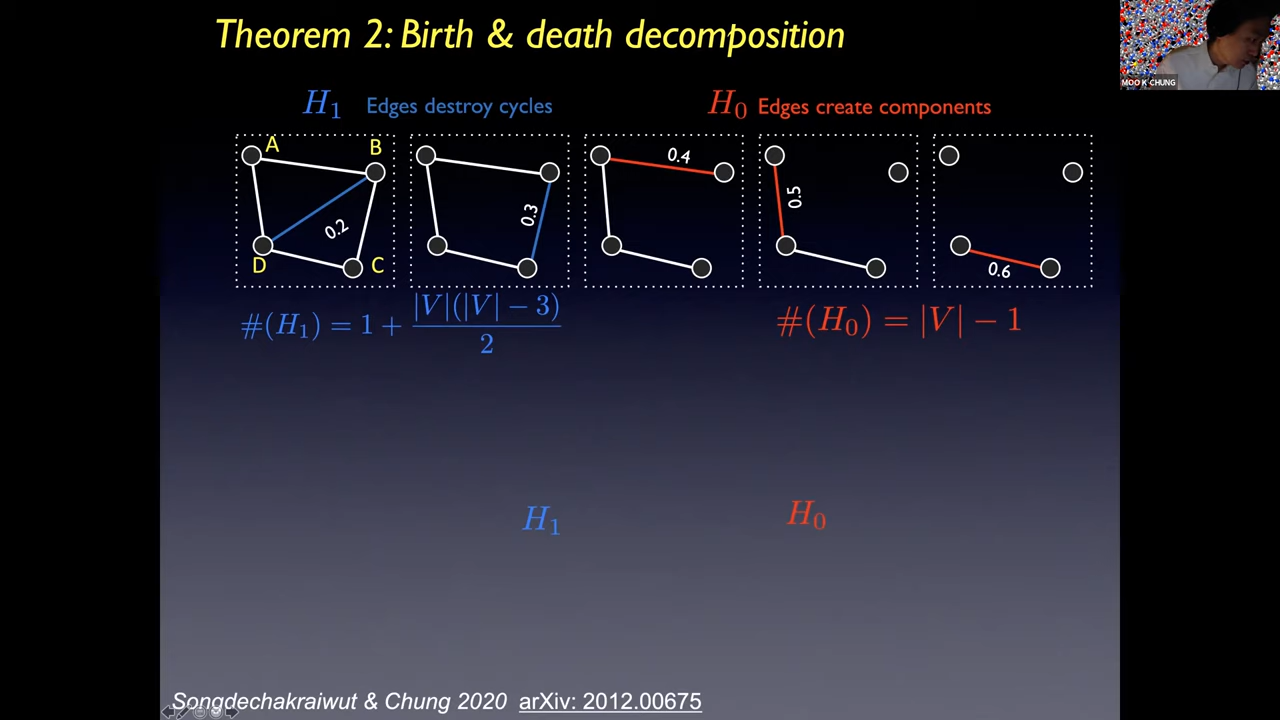 Theorem 2: Birth & death decomposition
MOO K CHUNG
H₁ Edges destroy cycles
H₀ Edges create components
A
B
0.2
D
C
0.3
0.4
0.5
0.6
#(H₁) = 1 + |V|(|V| − 3) / 2
#(H₀) = |V| − 1
H₁
H₀
Songdechakraiwut & Chung 2020 arXiv: 2012.00675